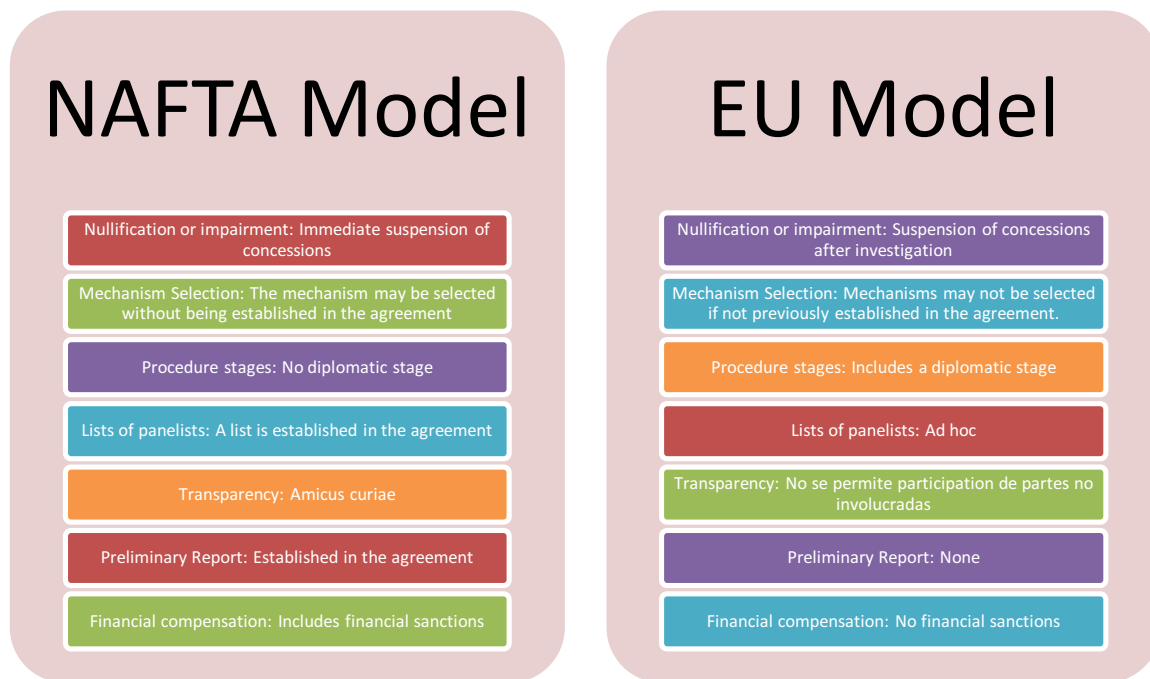 NAFTA Model
Nullification or impairment: Immediate suspension of
concessions
Mechanism Selection: The mechanism may be selected
without being established in the agreement
Procedure stages: No diplomatic stage
Lists of panelists: A list is established in the agreement
Transparency: Amicus curiae
Preliminary Report: Established in the agreement
Financial compensation: Includes financial sanctions
EU Model
Nullification or impairment: Suspension of concessions
after investigation
Mechanism Selection: Mechanisms may not be selected
if not previously established in the agreement.
Procedure stages: Includes a diplomatic stage
Lists of panelists: Ad hoc
Transparency: No se permite participation de partes no
involucradas
Preliminary Report: None
Financial compensation: No financial sanctions